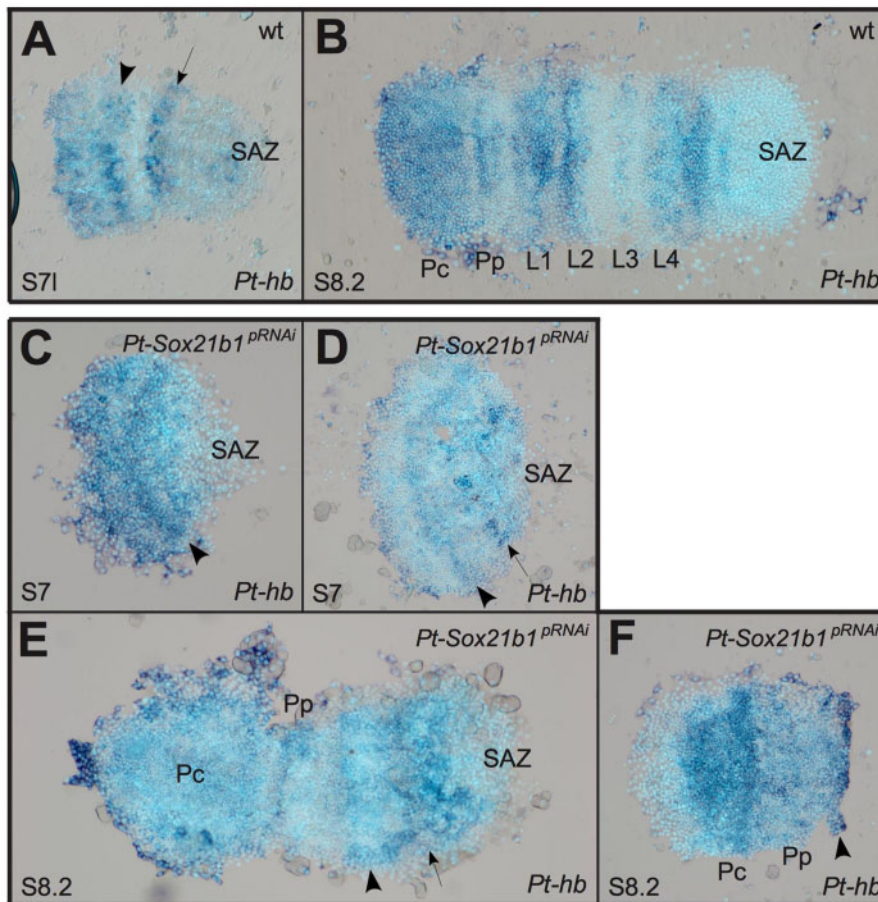 A
wt
SAZ
S7l
Pt-hb
B
wt
SAZ
Pc Pp L1 L2 L3 L4
S8.2
Pt-hb
C
Pt-Sox21b1 pRNAi
SAZ
S7
Pt-hb
D
Pt-Sox21b1 pRNAi
SAZ
S7
Pt-hb
E
Pt-Sox21b1 pRNAi
Pp
Pc
SAZ
S8.2
Pt-hb
F
Pt-Sox21b1 pRNAi
Pc Pp
S8.2
Pt-hb